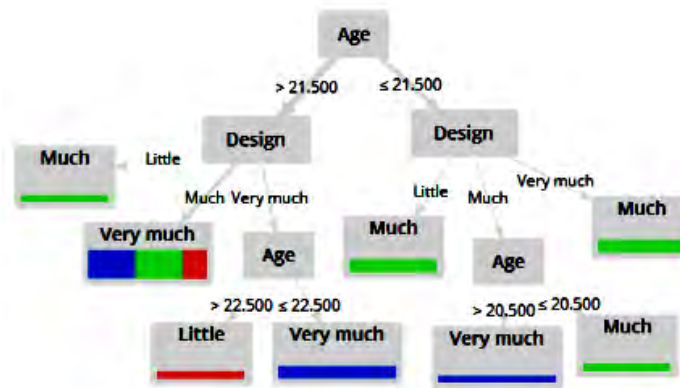 Age
> 21.500 ≤ 21.500
Design Design
Much Little
Much Very much
Little Much Very much
Very much Age Much Age Much
> 22.500 ≤ 22.500 > 20.500 ≤ 20.500
Little Very much Very much Much